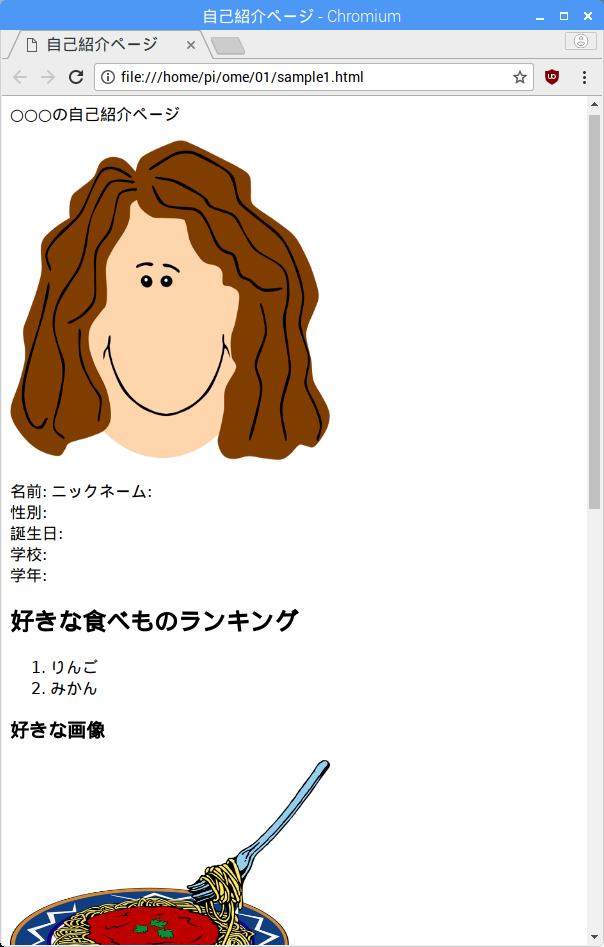 自己紹介ページ - Chromium
自己紹介ページ
file:///home/pi/ome/01/sample1.html
○○○の自己紹介ページ
名前: ニックネーム:
性別:
誕生日:
学校:
学年:
好きな食べものランキング
1. りんご
2. みかん
好きな画像